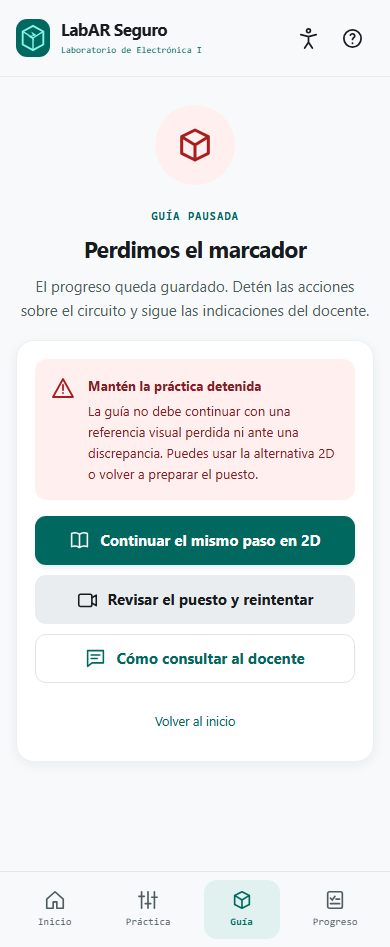 LabAR Seguro
Laboratorio de Electrónica I
GUÍA PAUSADA
Perdimos el marcador
El progreso queda guardado. Detén las acciones
sobre el circuito y sigue las indicaciones del docente.
Mantén la práctica detenida
La guía no debe continuar con una
referencia visual perdida ni ante una
discrepancia. Puedes usar la alternativa 2D
o volver a preparar el puesto.
Continuar el mismo paso en 2D
Revisar el puesto y reintentar
Cómo consultar al docente
Volver al inicio
Inicio
Práctica
Guía
Progreso